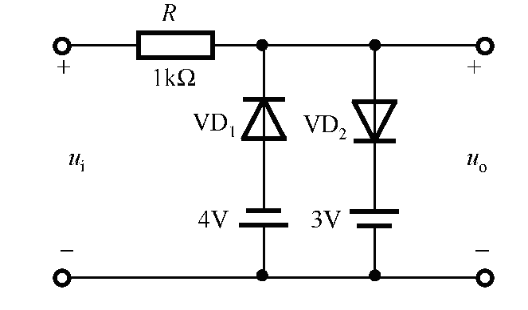 R
+ 1kΩ +
VD₁ VD₂
uᵢ uₒ
4V 3V
− −